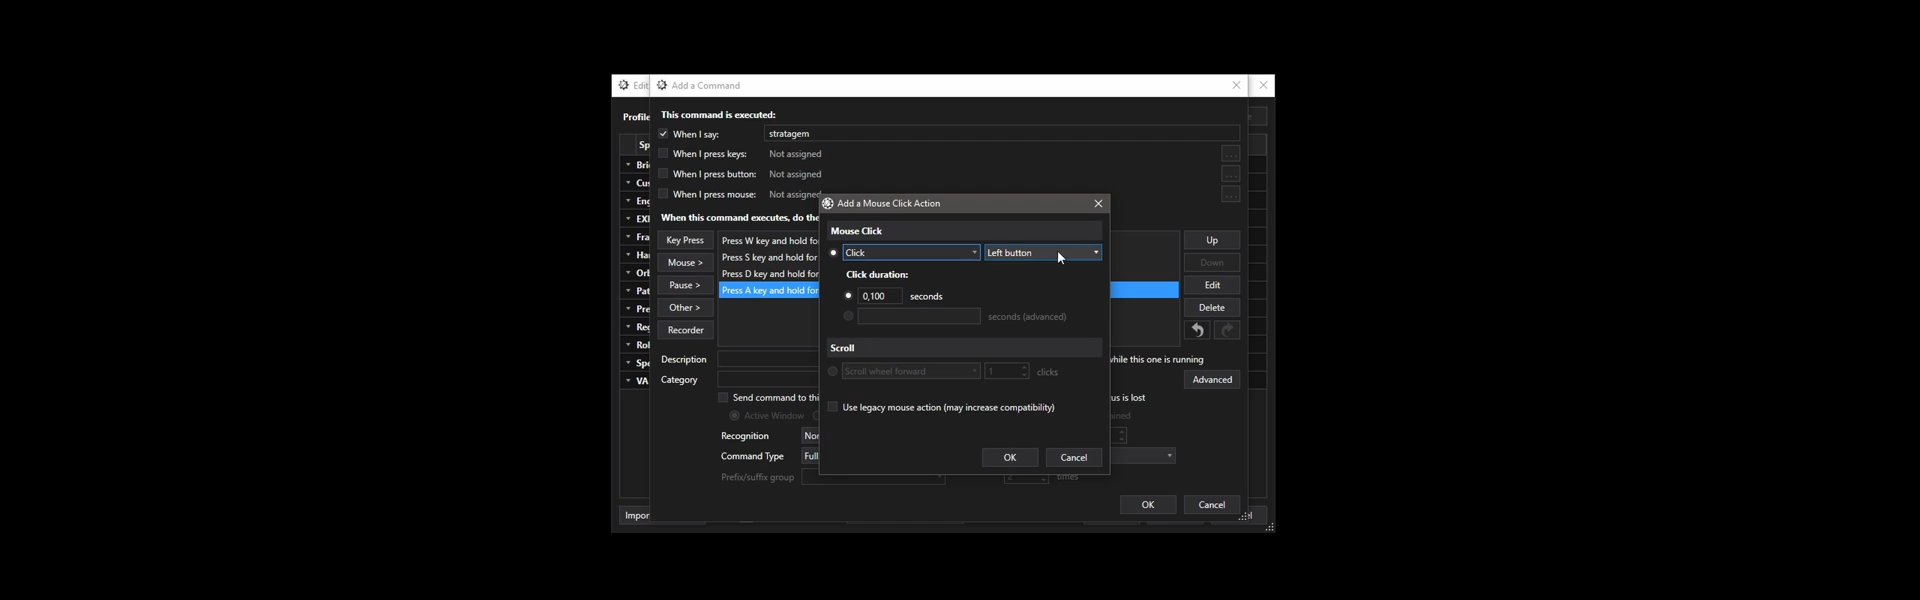 Edit
Add a Command
Profile
This command is executed:
When I say:
stratagem
When I press keys:
Not assigned
When I press button:
Not assigned
When I press mouse:
Not assigned
When this command executes, do the
Key Press
Mouse >
Pause >
Other >
Recorder
Press W key and hold fo
Press S key and hold for
Press D key and hold for
Press A key and hold for
Up
Down
Edit
Delete
Add a Mouse Click Action
Mouse Click
Click
Left button
Click duration:
0,100
seconds
seconds (advanced)
Scroll
Scroll wheel forward
1
clicks
Use legacy mouse action (may increase compatibility)
OK
Cancel
Description
while this one is running
Category
Advanced
Send command to thi
us is lost
Active Window
Recognition
Command Type
Full
Prefix/suffix group
2
times
OK
Cancel
Impor